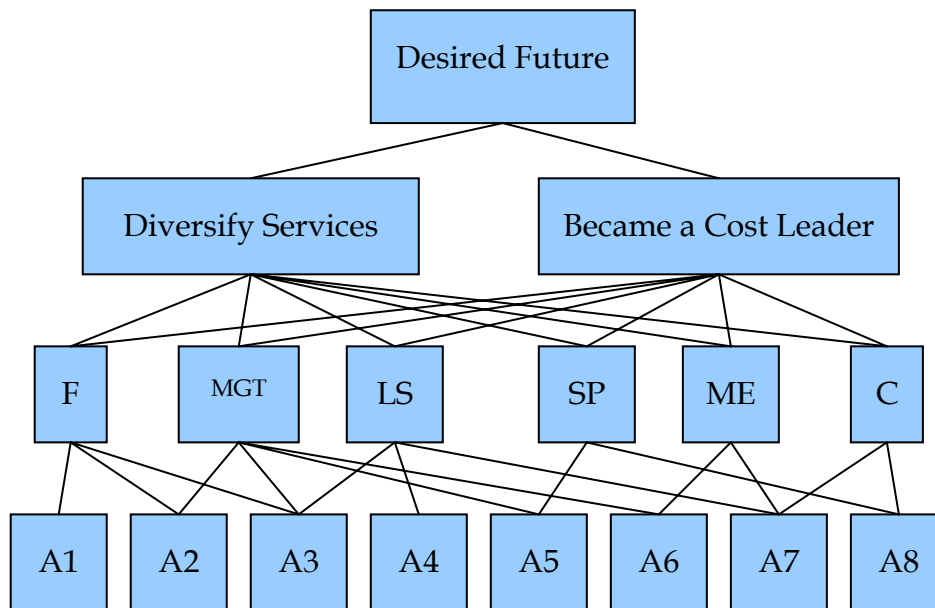 Desired Future
Diversify Services
Became a Cost Leader
F
MGT
LS
SP
ME
C
A1
A2
A3
A4
A5
A6
A7
A8